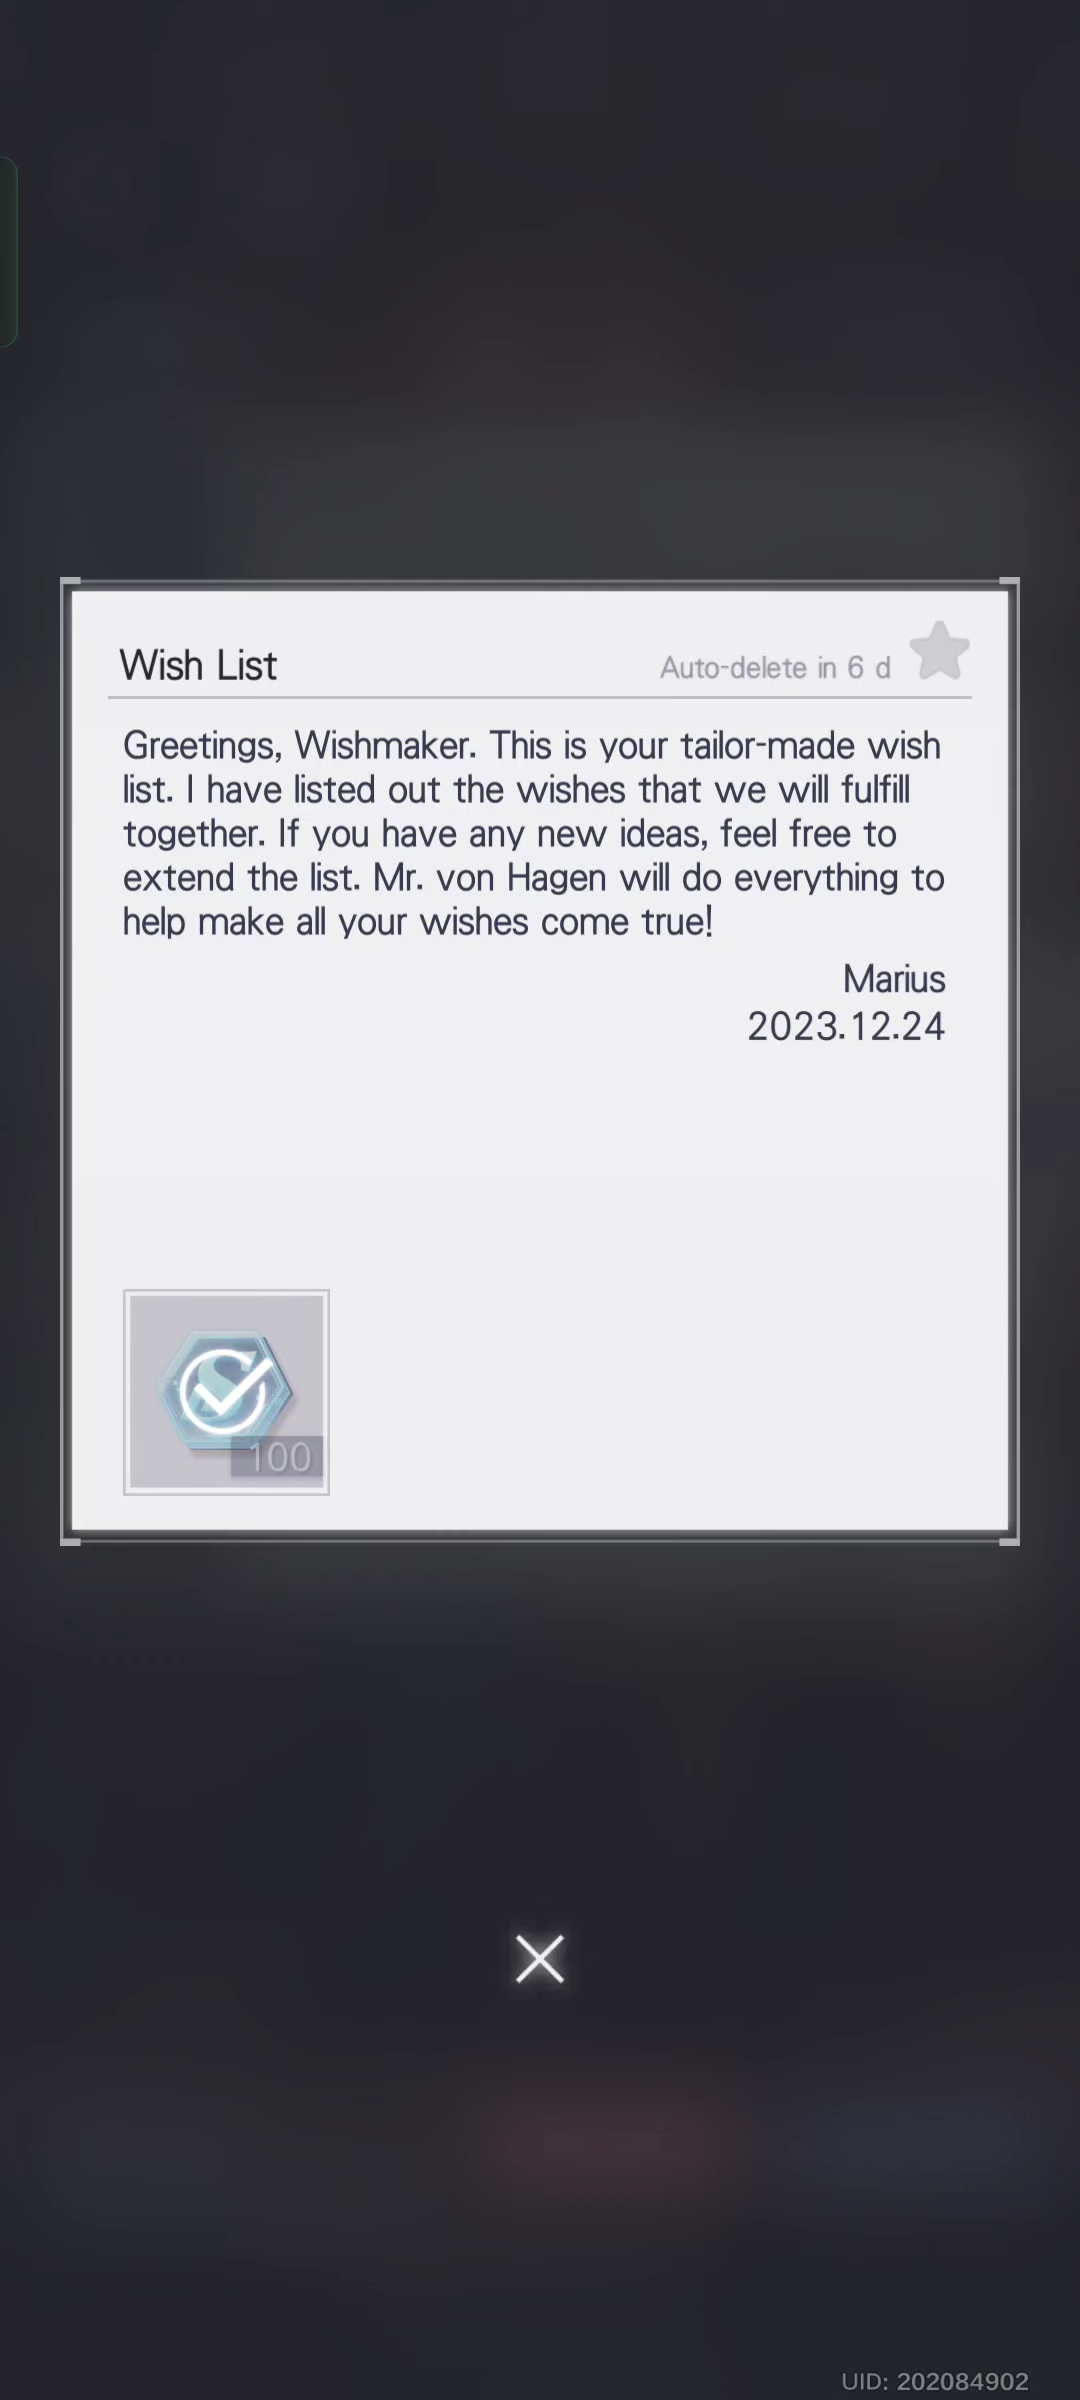 Wish List
Auto-delete in 6 d
Greetings, Wishmaker. This is your tailor-made wish
list. I have listed out the wishes that we will fulfill
together. If you have any new ideas, feel free to
extend the list. Mr. von Hagen will do everything to
help make all your wishes come true!
Marius
2023.12.24
S
100
UID: 202084902